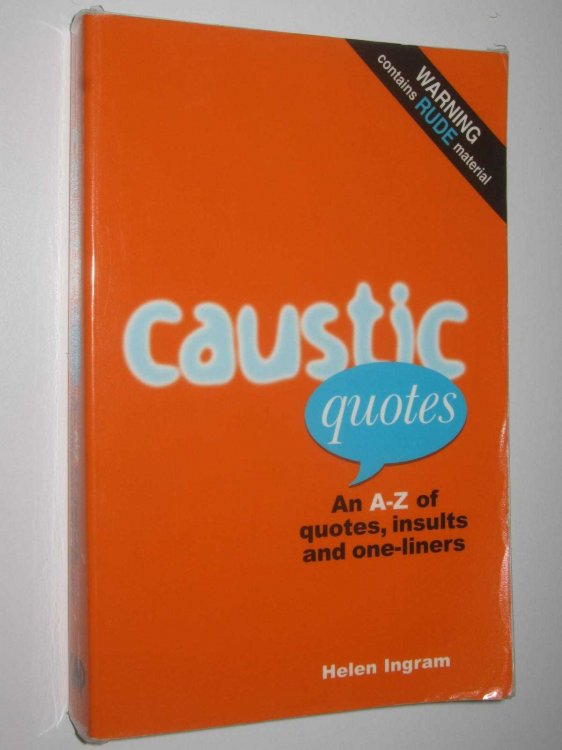 WARNING
contains RUDE material
caustic
quotes
An A-Z of
quotes, insults
and one-liners
Helen Ingram